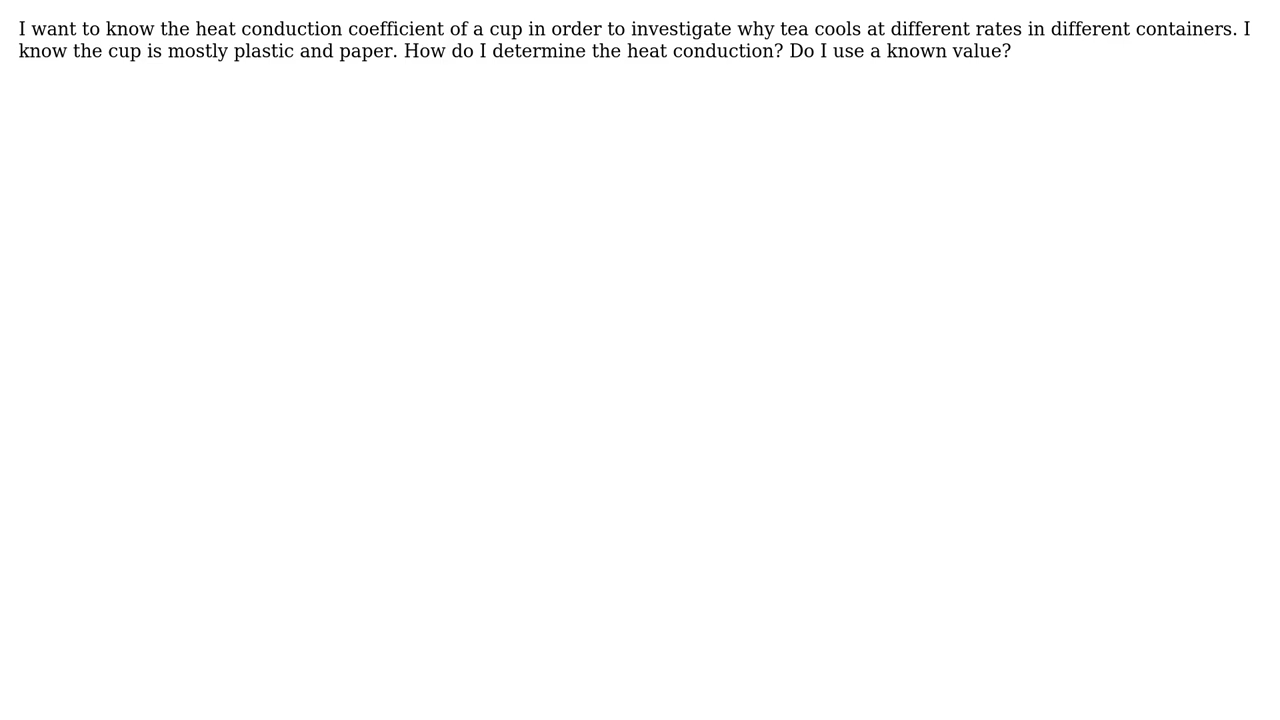 I want to know the heat conduction coefficient of a cup in order to investigate why tea cools at different rates in different containers. I
know the cup is mostly plastic and paper. How do I determine the heat conduction? Do I use a known value?